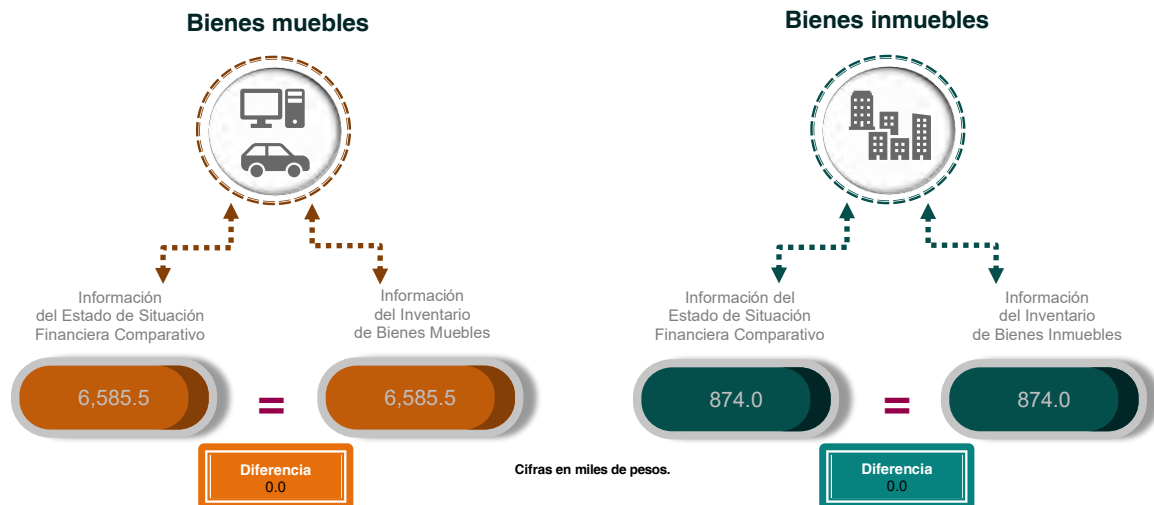 Bienes muebles
Información
del Estado de Situación
Financiera Comparativo
Información
del Inventario
de Bienes Muebles
6,585.5
=
6,585.5
Diferencia
0.0
Bienes inmuebles
Información del
Estado de Situación
Financiera Comparativo
Información
del Inventario
de Bienes Inmuebles
874.0
=
874.0
Diferencia
0.0
Cifras en miles de pesos.